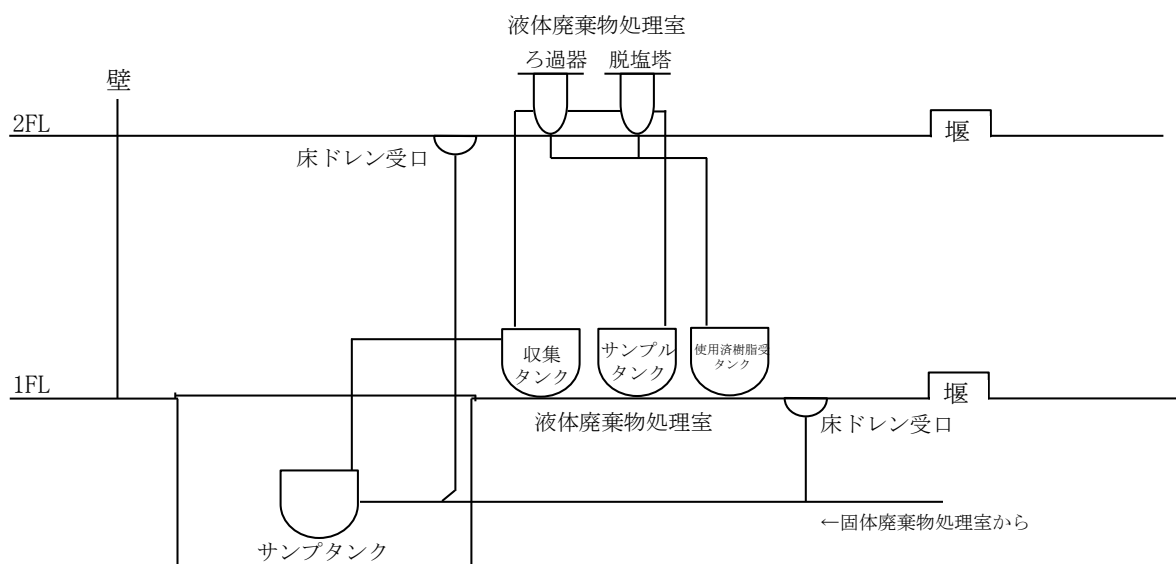 液体廃棄物処理室
ろ過器 脱塩塔
壁
2FL
堰
床ドレン受口
収集
タンク
サンプル
タンク
使用済樹脂受
タンク
1FL
堰
液体廃棄物処理室
床ドレン受口
←固体廃棄物処理室から
サンプタンク